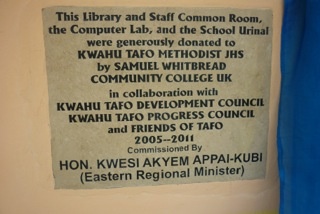 This Library and Staff Common Room,
the Computer Lab, and the School Urinal
were generously donated to
KWAHU TAFO METHODIST JHS
by SAMUEL WHITBREAD
COMMUNITY COLLEGE UK
in collaboration with
KWAHU TAFO DEVELOPMENT COUNCIL
KWAHU TAFO PROGRESS COUNCIL
and FRIENDS OF TAFO
2005--2011
Commissioned By
HON. KWESI AKYEM APPAI-KUBI
(Eastern Regional Minister)